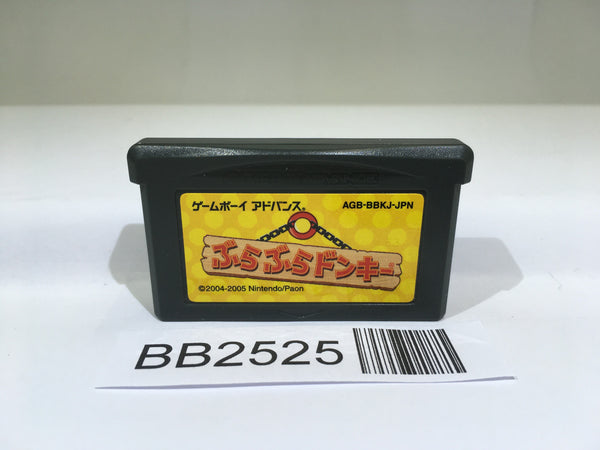 ゲームボーイ アドバンス®
AGB-BBKJ-JPN
ぶらぶらドンキー
©2004-2005 Nintendo/Paon
BB2525